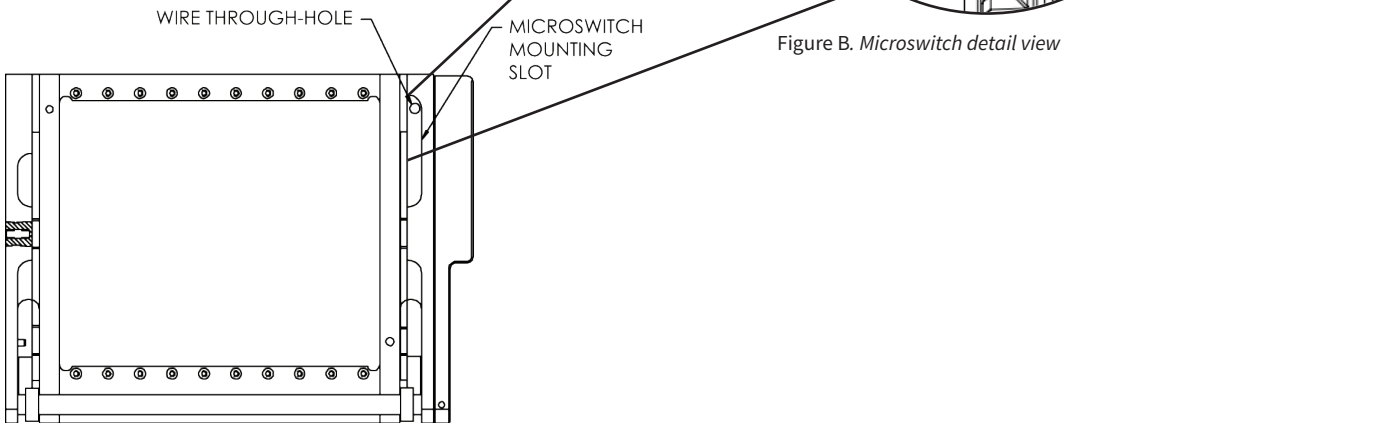 WIRE THROUGH-HOLE
MICROSWITCH
MOUNTING
SLOT
Figure B. Microswitch detail view